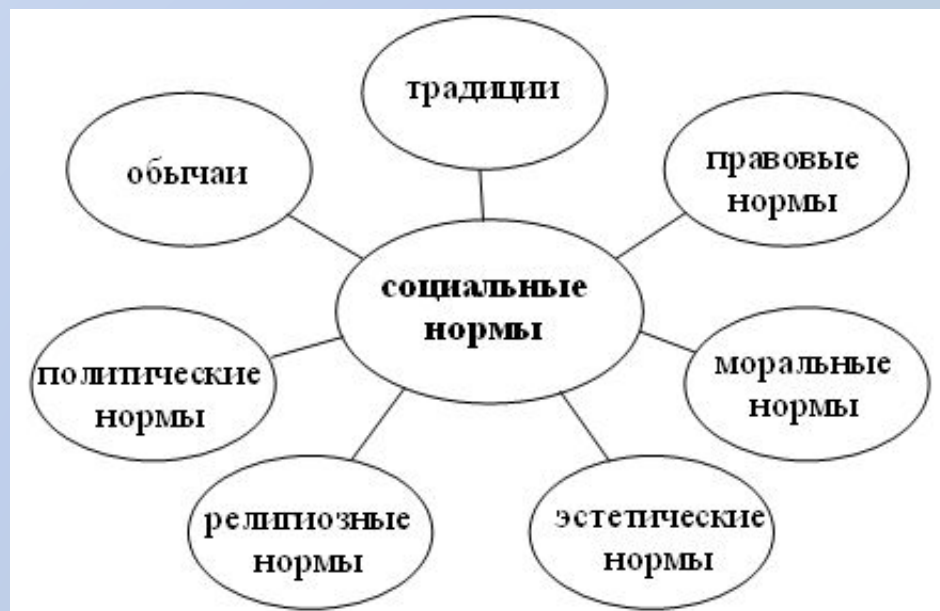 традиции
обычаи
правовые
нормы
социальные
нормы
политические
нормы
моральные
нормы
религиозные
нормы
эстетические
нормы